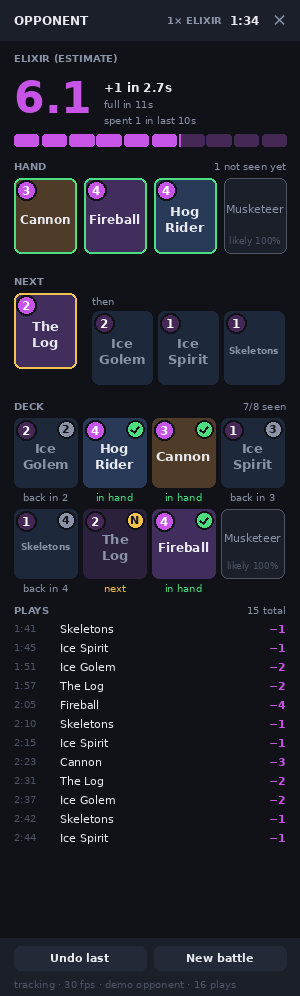 OPPONENT 1× ELIXIR 1:34 ✕
ELIXIR (ESTIMATE)
6.1 +1 in 2.7s
full in 11s
spent 1 in last 10s
HAND 1 not seen yet
3 4 4
Cannon Fireball Hog Rider Musketeer
likely 100%
NEXT
2 The Log
then
2 1 1
Ice Golem Ice Spirit Skeletons
DECK 7/8 seen
2 2 4 3 1 3
Ice Golem Hog Rider Cannon Ice Spirit
back in 2 in hand in hand back in 3
1 4 2 N 4
Skeletons The Log Fireball Musketeer
likely 100%
back in 4 next in hand
PLAYS 15 total
1:41 Skeletons −1
1:45 Ice Spirit −1
1:51 Ice Golem −2
1:57 The Log −2
2:05 Fireball −4
2:10 Skeletons −1
2:15 Ice Spirit −1
2:23 Cannon −3
2:31 The Log −2
2:37 Ice Golem −2
2:42 Skeletons −1
2:44 Ice Spirit −1
Undo last New battle
tracking · 30 fps · demo opponent · 16 plays